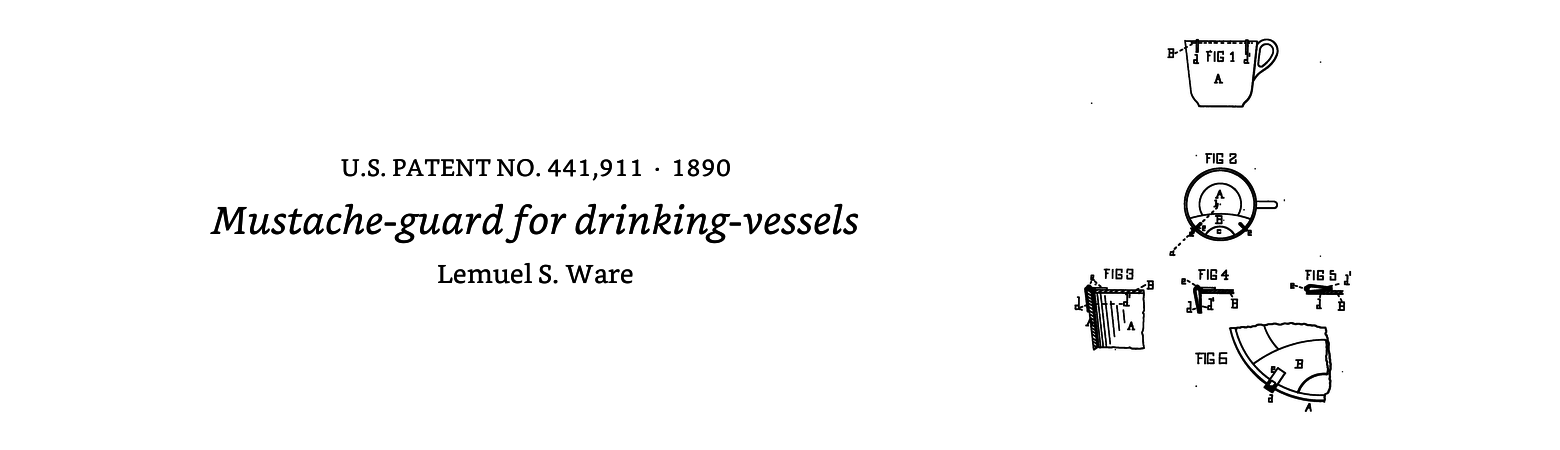 U.S. PATENT NO. 441,911 · 1890
Mustache-guard for drinking-vessels
Lemuel S. Ware
B
d
FIG 1
d'
A
FIG 2
A
B
c
e
e
a
FIG 3
B
d
d'
A
A
FIG 4
e
d
d'
B
FIG 5
e
d'
d
B
FIG 6
B
e
d
A